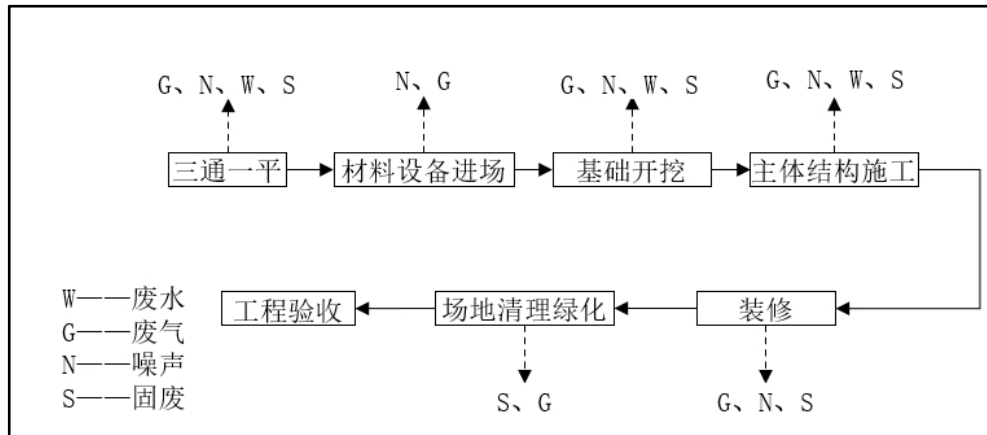 G、N、W、S
N、G
G、N、W、S
G、N、W、S
三通一平
材料设备进场
基础开挖
主体结构施工
工程验收
场地清理绿化
装修
W——废水
G——废气
N——噪声
S——固废
S、G
G、N、S